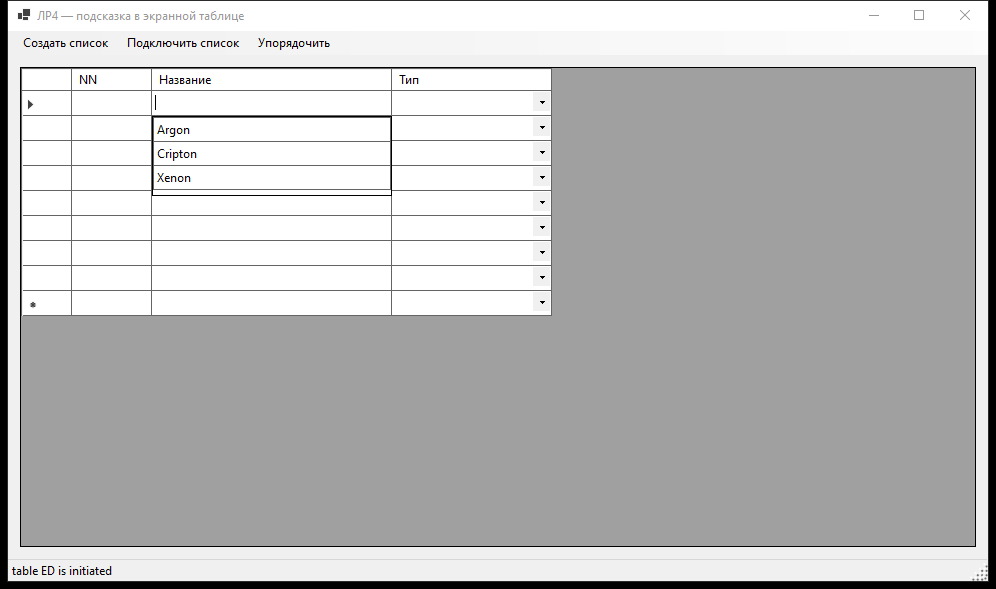 ЛР4 — подсказка в экранной таблице
Создать список Подключить список Упорядочить
NN Название Тип
Argon
Cripton
Xenon
table ED is initiated